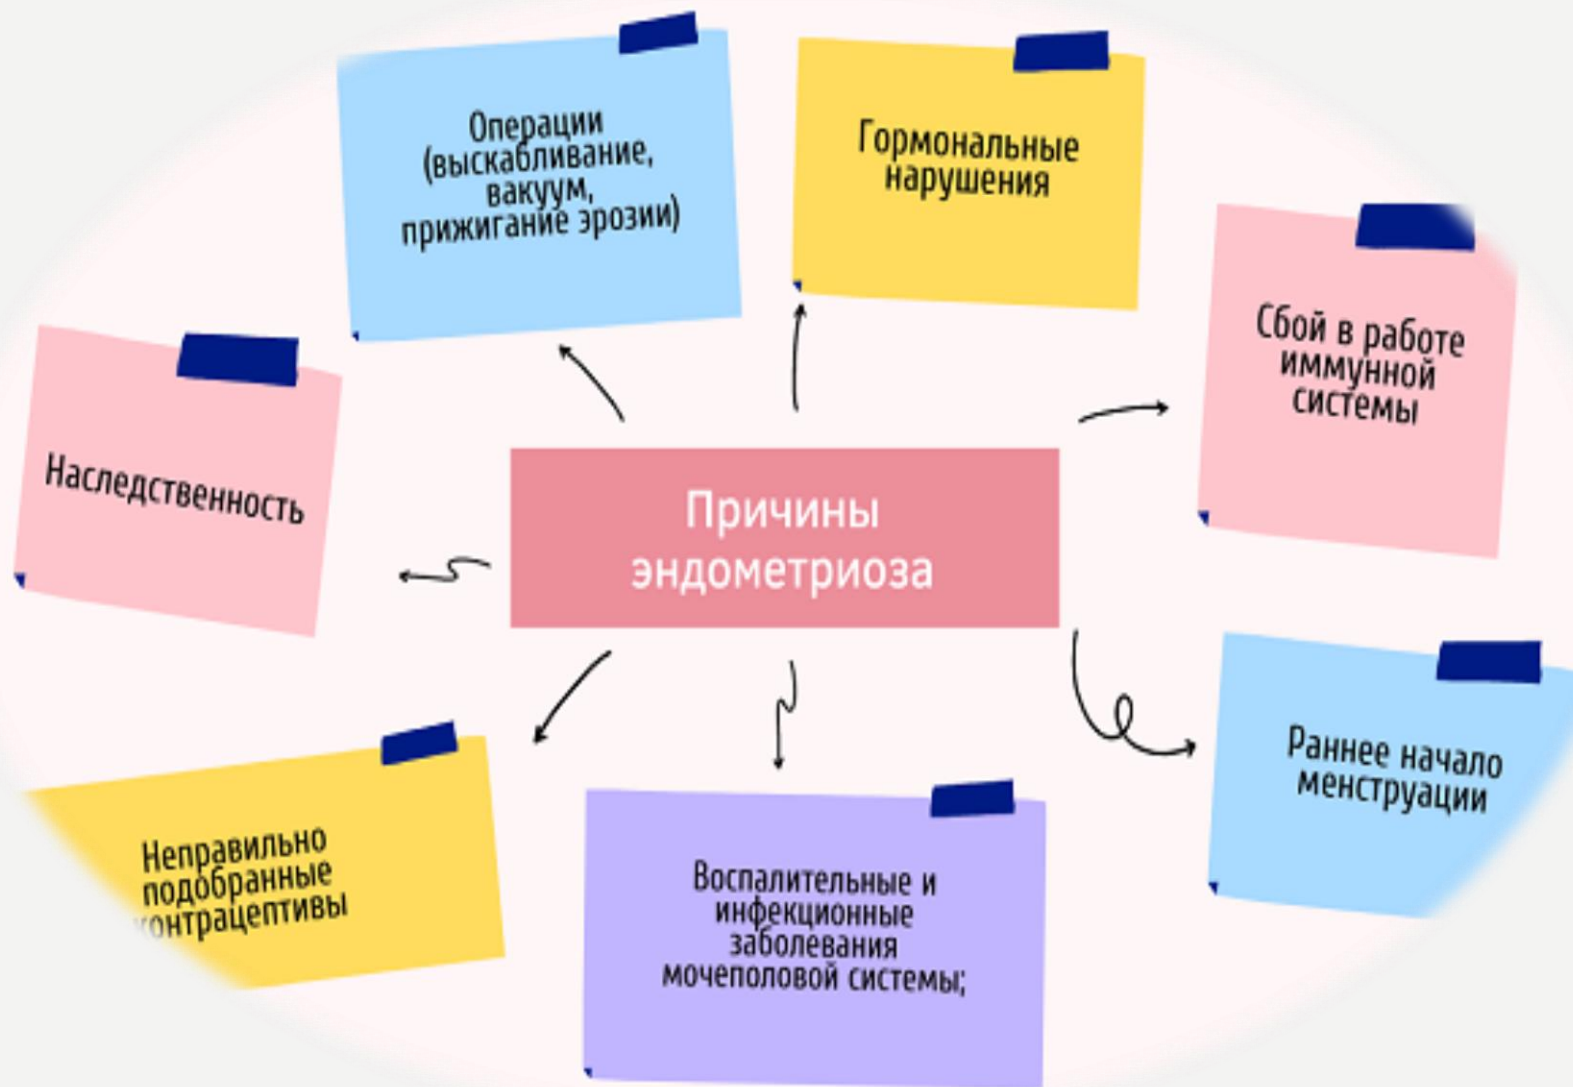 Операции
(выскабливание,
вакуум,
прижигание эрозии)
Гормональные
нарушения
Сбой в работе
иммунной
системы
Наследственность
Причины
эндометриоза
Раннее начало
менструации
Неправильно
подобранные
контрацептивы
Воспалительные и
инфекционные
заболевания
мочеполовой системы;